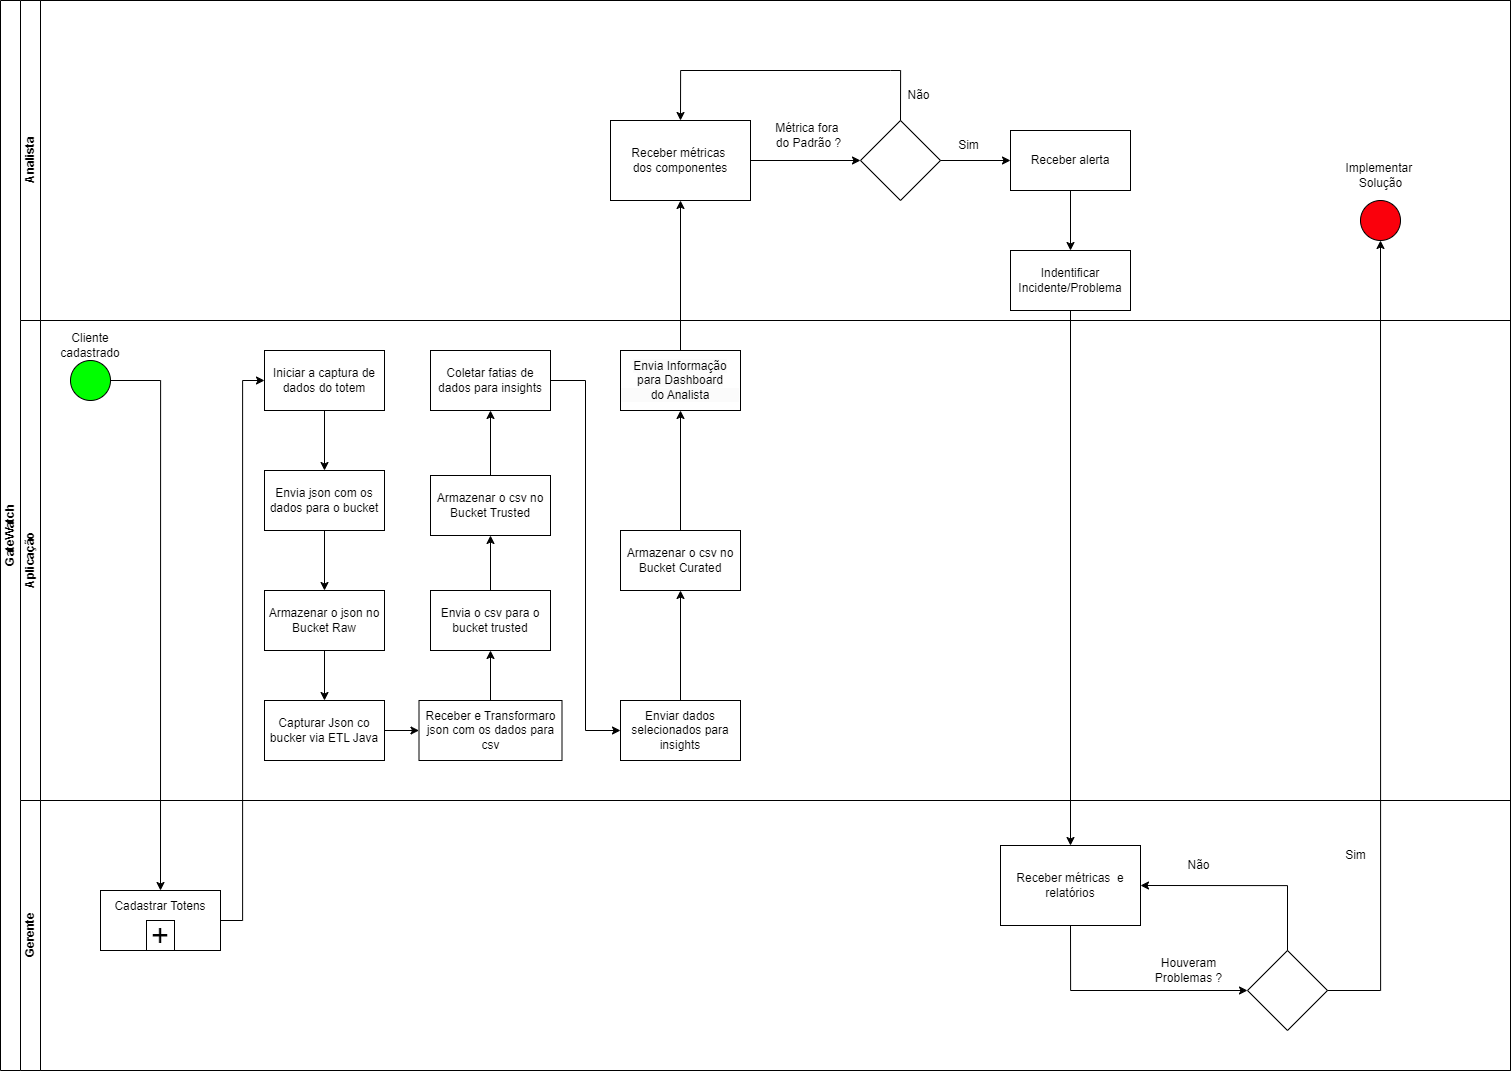 GateWatch
Analista
Receber métricas
dos componentes
Métrica fora
do Padrão ?
Não
Sim
Receber alerta
Indentificar
Incidente/Problema
Implementar
Solução
Aplicação
Cliente
cadastrado
Iniciar a captura de
dados do totem
Envia json com os
dados para o bucket
Armazenar o json no
Bucket Raw
Capturar Json co
bucker via ETL Java
Receber e Transformaro
json com os dados para
csv
Envia o csv para o
bucket trusted
Armazenar o csv no
Bucket Trusted
Coletar fatias de
dados para insights
Enviar dados
selecionados para
insights
Armazenar o csv no
Bucket Curated
Envia Informação
para Dashboard
do Analista
Gerente
Cadastrar Totens
Receber métricas e
relatórios
Houveram
Problemas ?
Não
Sim